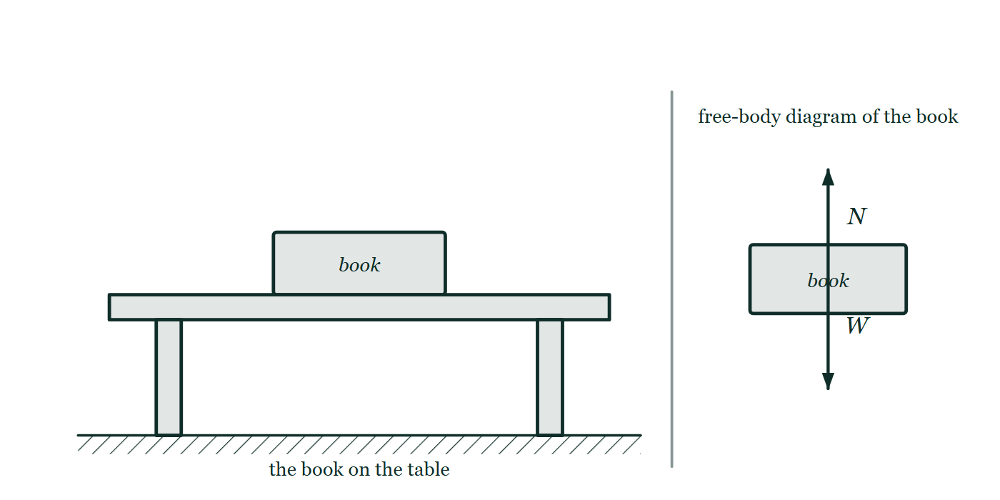 free-body diagram of the book
N
book
book
W
the book on the table